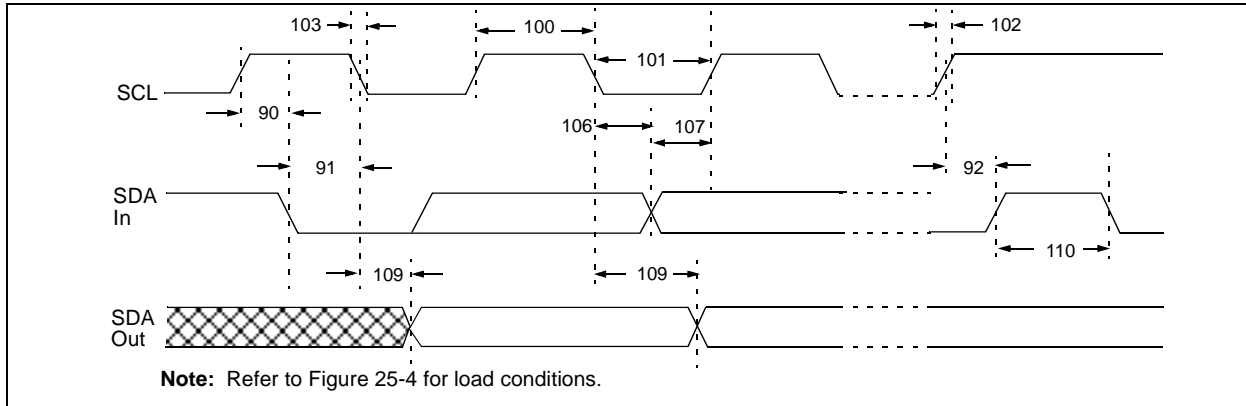 103
100
101
102
SCL
90
106
107
91
92
SDA
In
109
109
110
SDA
Out
Note: Refer to Figure 25-4 for load conditions.